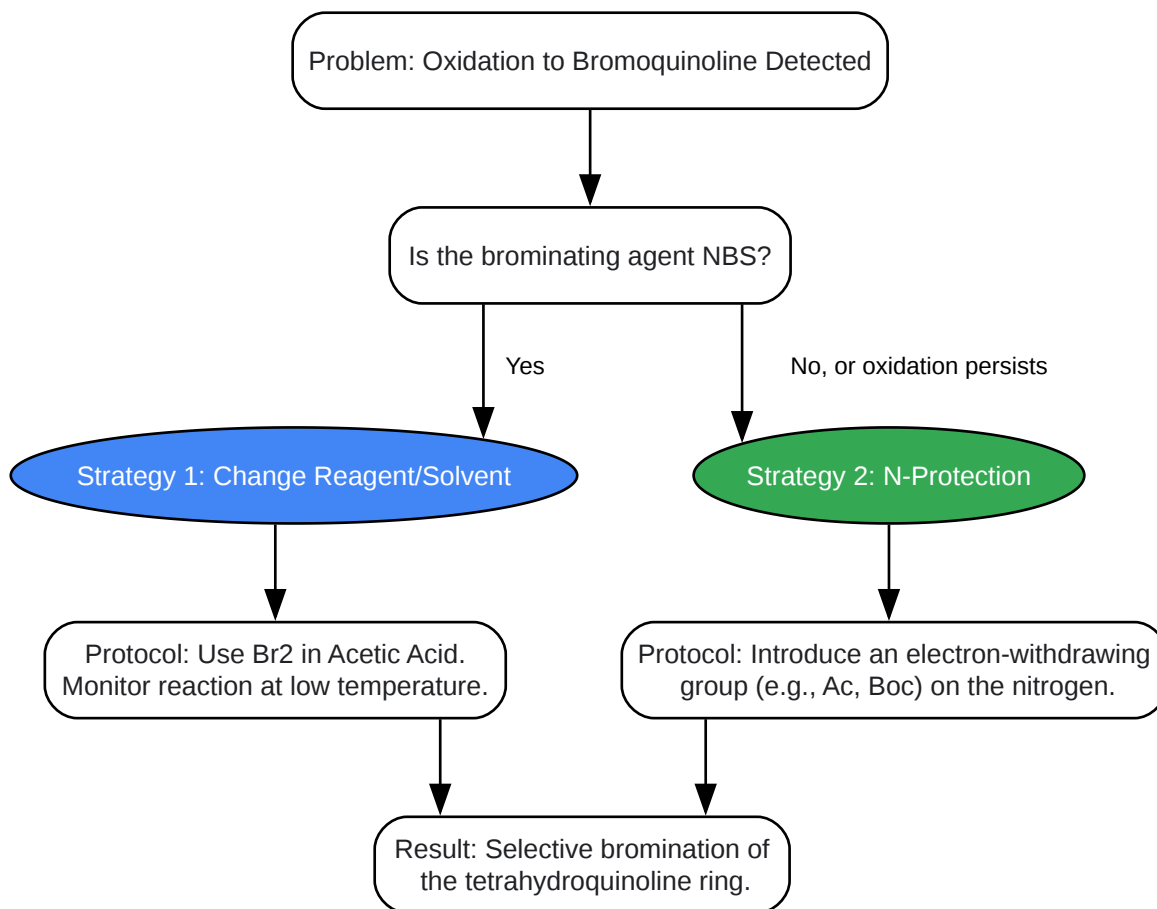 Problem: Oxidation to Bromoquinoline Detected
Is the brominating agent NBS?
Yes
No, or oxidation persists
Strategy 1: Change Reagent/Solvent
Strategy 2: N-Protection
Protocol: Use Br2 in Acetic Acid.
Monitor reaction at low temperature.
Protocol: Introduce an electron-withdrawing
group (e.g., Ac, Boc) on the nitrogen.
Result: Selective bromination of
the tetrahydroquinoline ring.